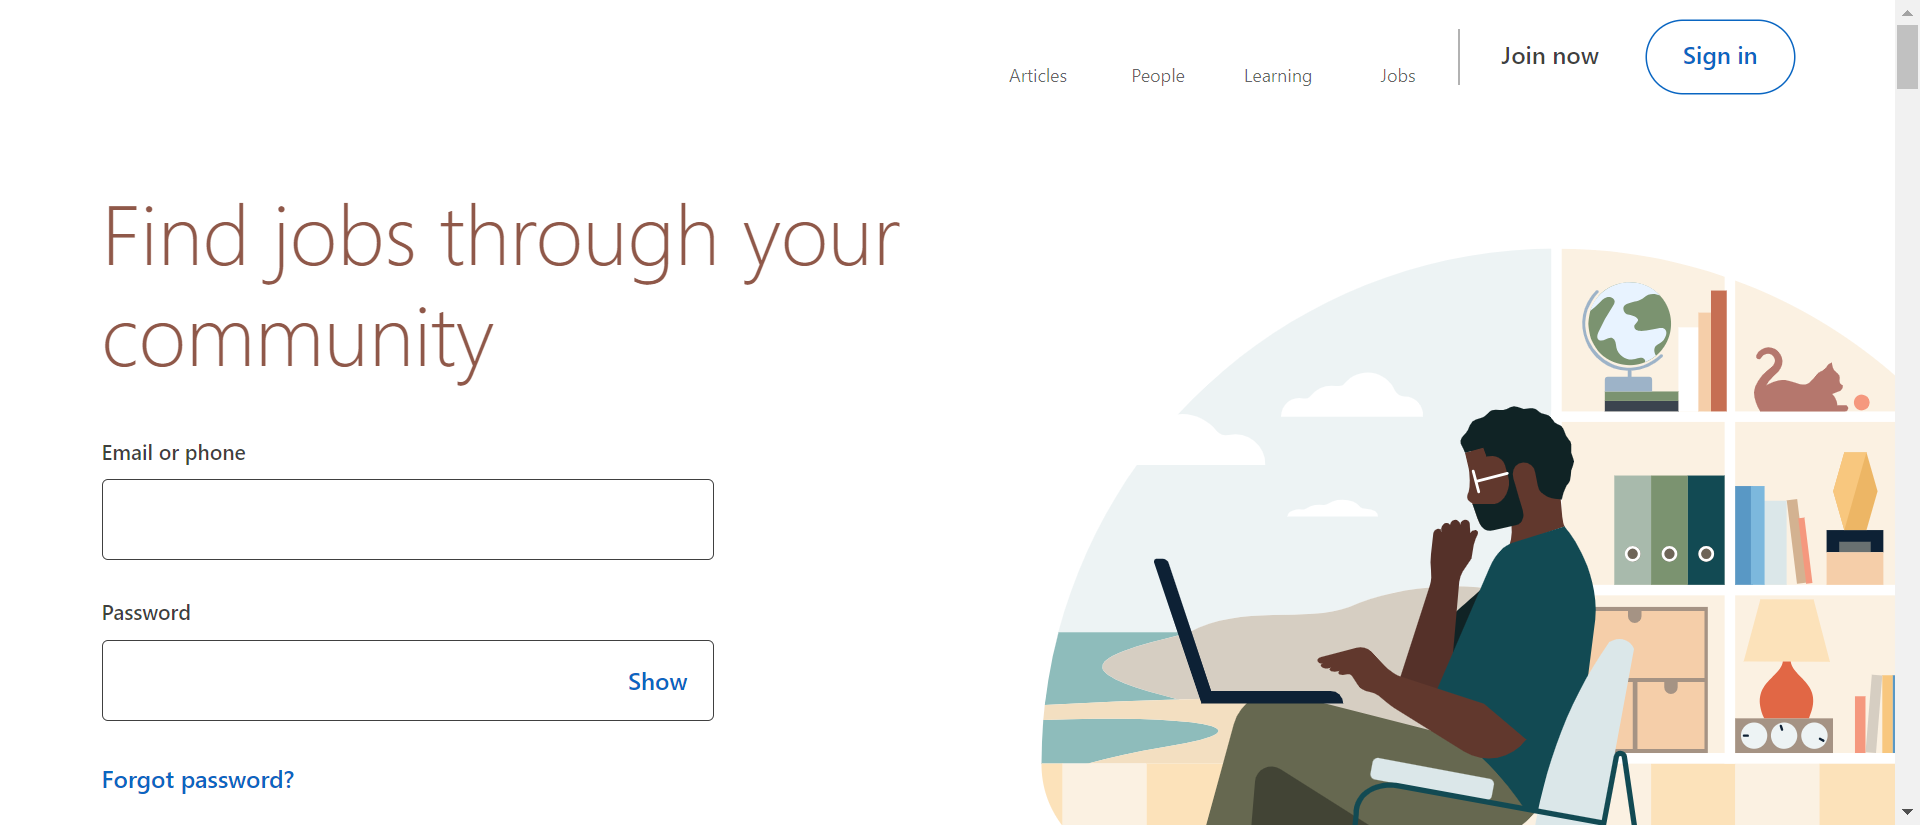 Articles
People
Learning
Jobs
Join now
Sign in
Find jobs through your
community
Email or phone
Password
Show
Forgot password?